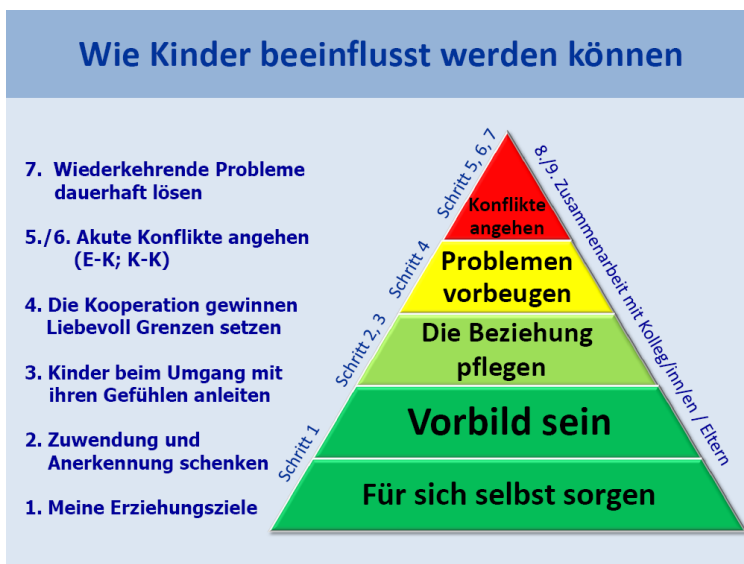 Wie Kinder beeinflusst werden können
7. Wiederkehrende Probleme
dauerhaft lösen
5./6. Akute Konflikte angehen
(E-K; K-K)
4. Die Kooperation gewinnen
Liebevoll Grenzen setzen
3. Kinder beim Umgang mit
ihren Gefühlen anleiten
2. Zuwendung und
Anerkennung schenken
1. Meine Erziehungsziele
Schritt 5, 6, 7
Schritt 4
Schritt 2, 3
Schritt 1
Konflikte
angehen
Problemen
vorbeugen
Die Beziehung
pflegen
Vorbild sein
Für sich selbst sorgen
8./9. Zusammenarbeit mit Kolleg/inn/en / Eltern